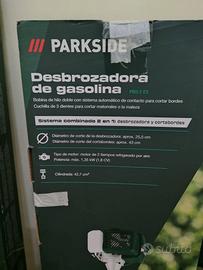 PARKSIDE
Desbrozadora
de gasolina
Bobina de hilo doble con sistema automático de contacto para cortar bordes
Cuchilla de 3 dientes para cortar matorrales o la maleza
Sistema combinado 2 en 1: desbrozadora y cortabordes
Diámetro de corte de la desbrozadora: aprox. 25,5 cm
Diámetro de corte del cortabordes: aprox. 43 cm
Tipo de motor: motor de 2 tiempos refrigerado por aire
Potencia máx.: 1,35 kW (1,8 CV)
Cilindrada: 42,7 cm³
subito